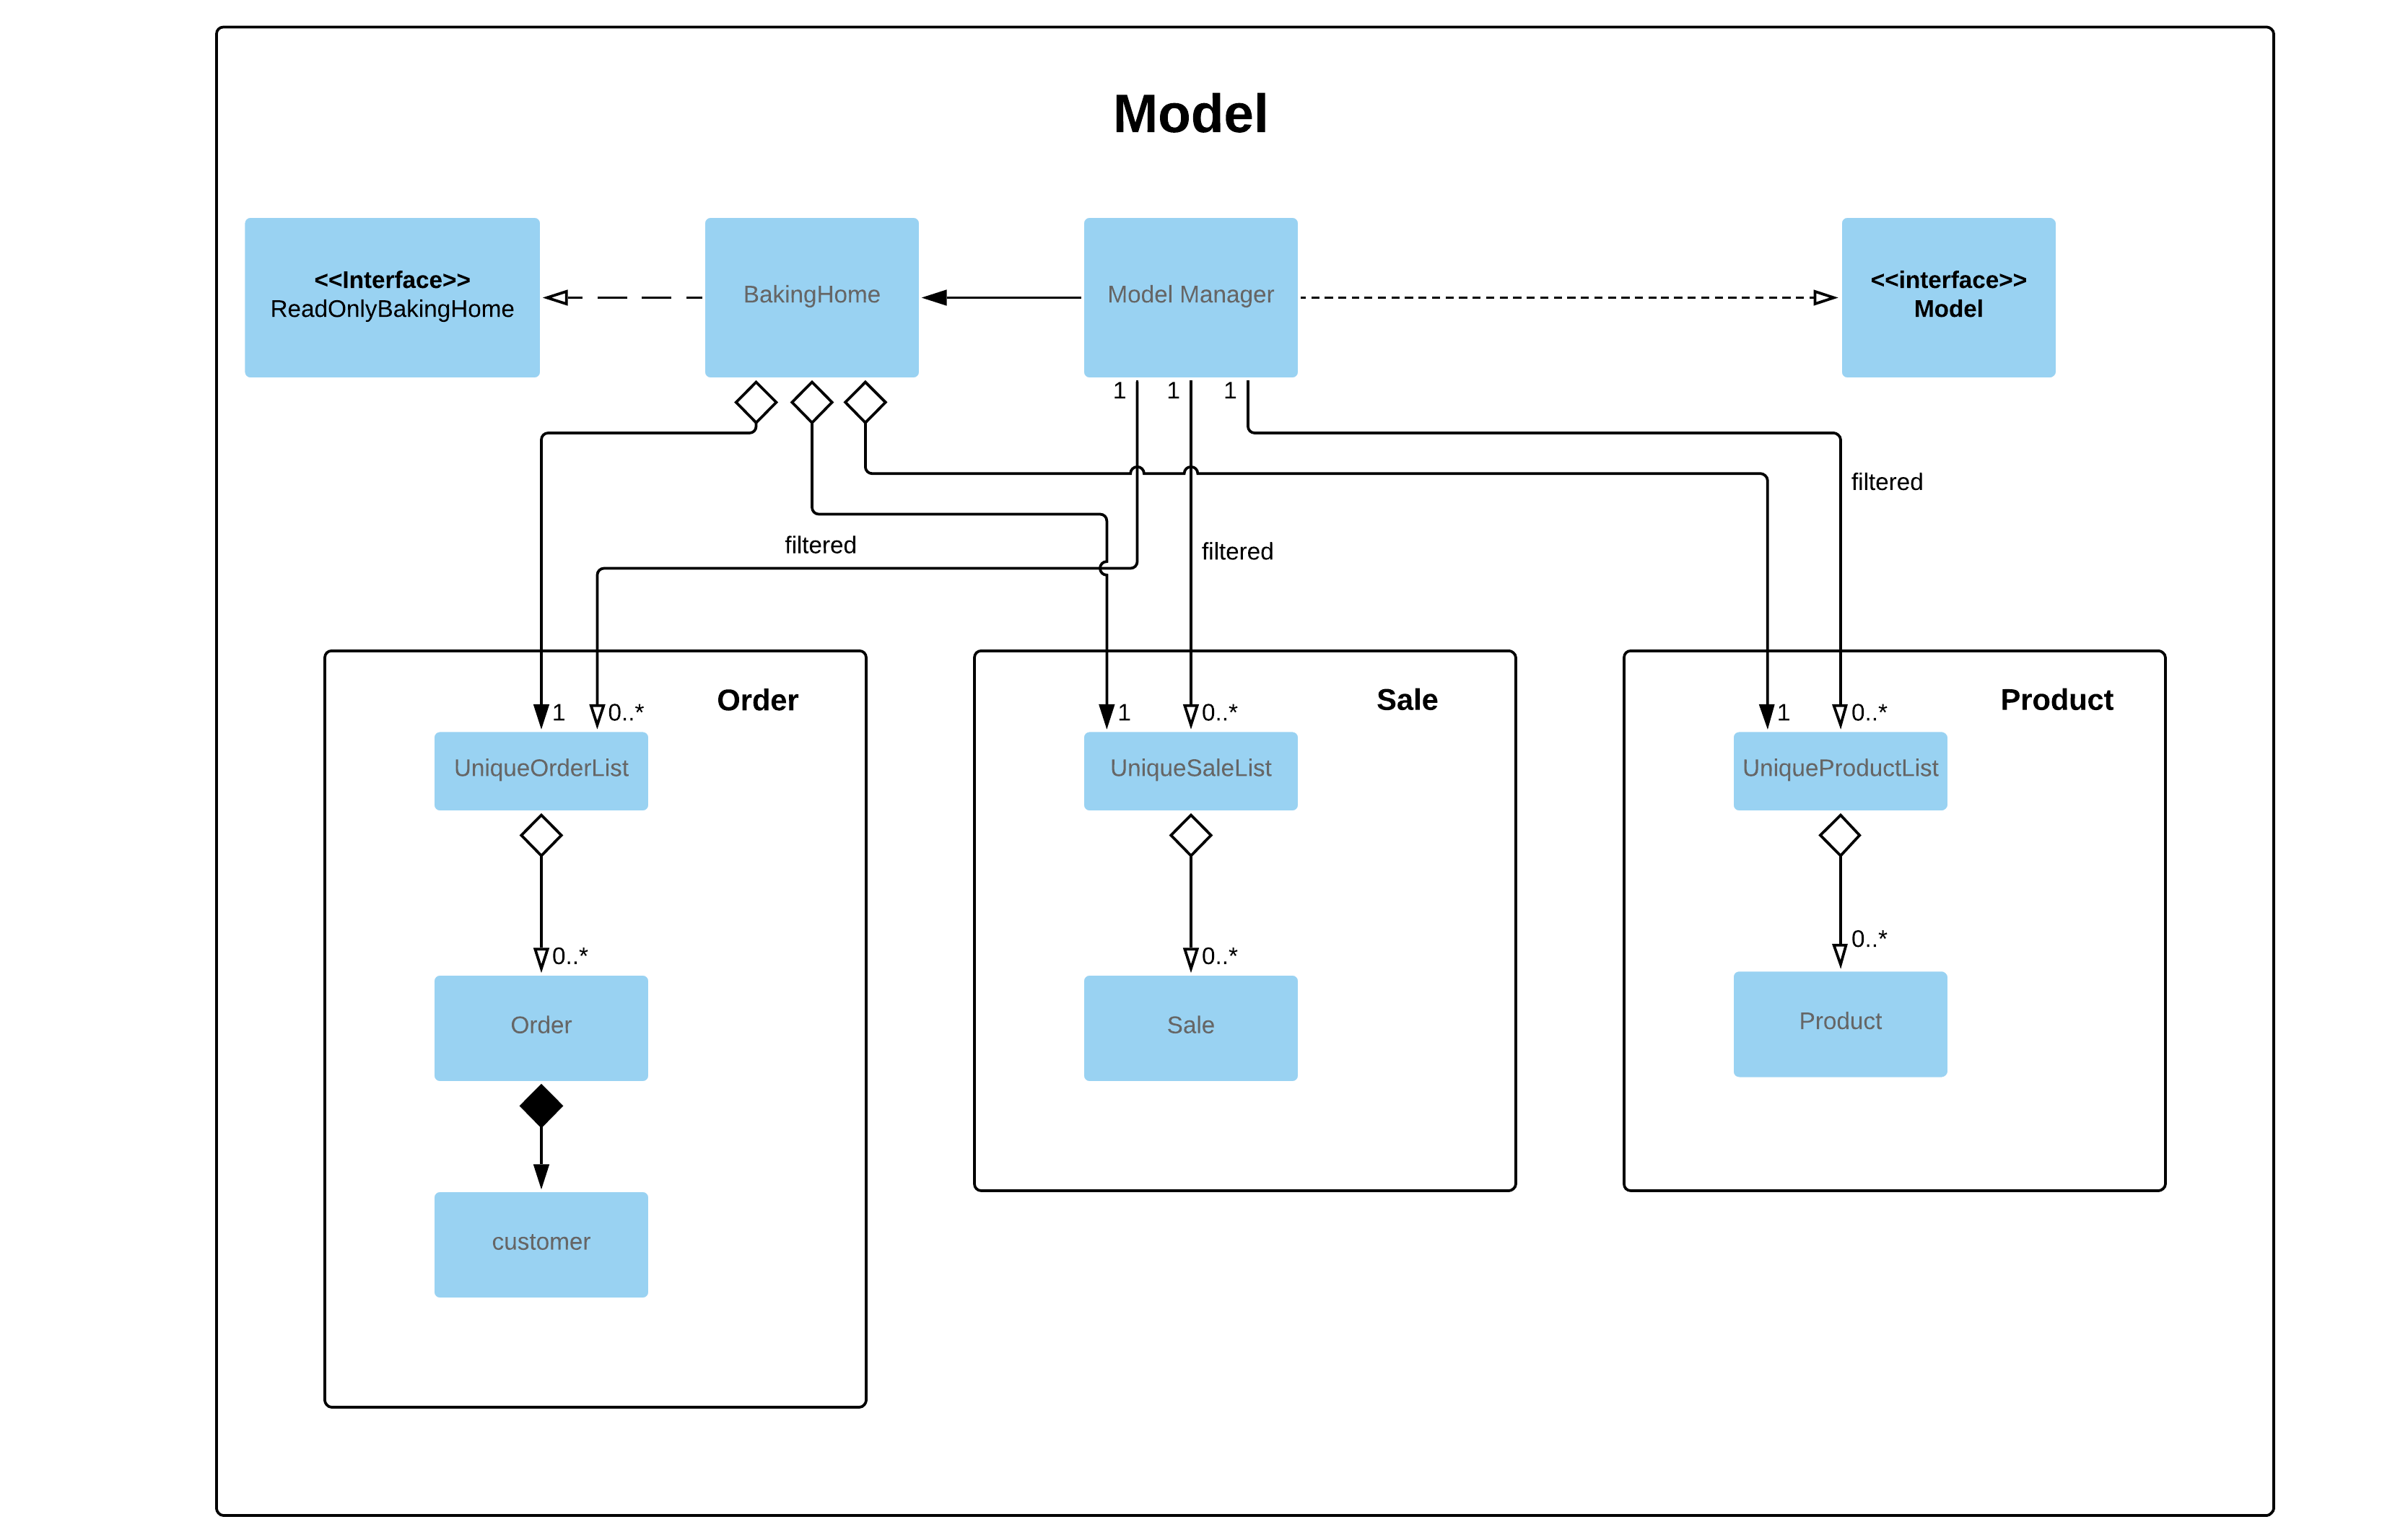 Model
<<Interface>>
ReadOnlyBakingHome
BakingHome
Model Manager
<<interface>>
Model
1
1
1
filtered
filtered
filtered
Order
1
0..*
UniqueOrderList
0..*
Order
customer
Sale
1
0..*
UniqueSaleList
0..*
Sale
Product
1
0..*
UniqueProductList
0..*
Product